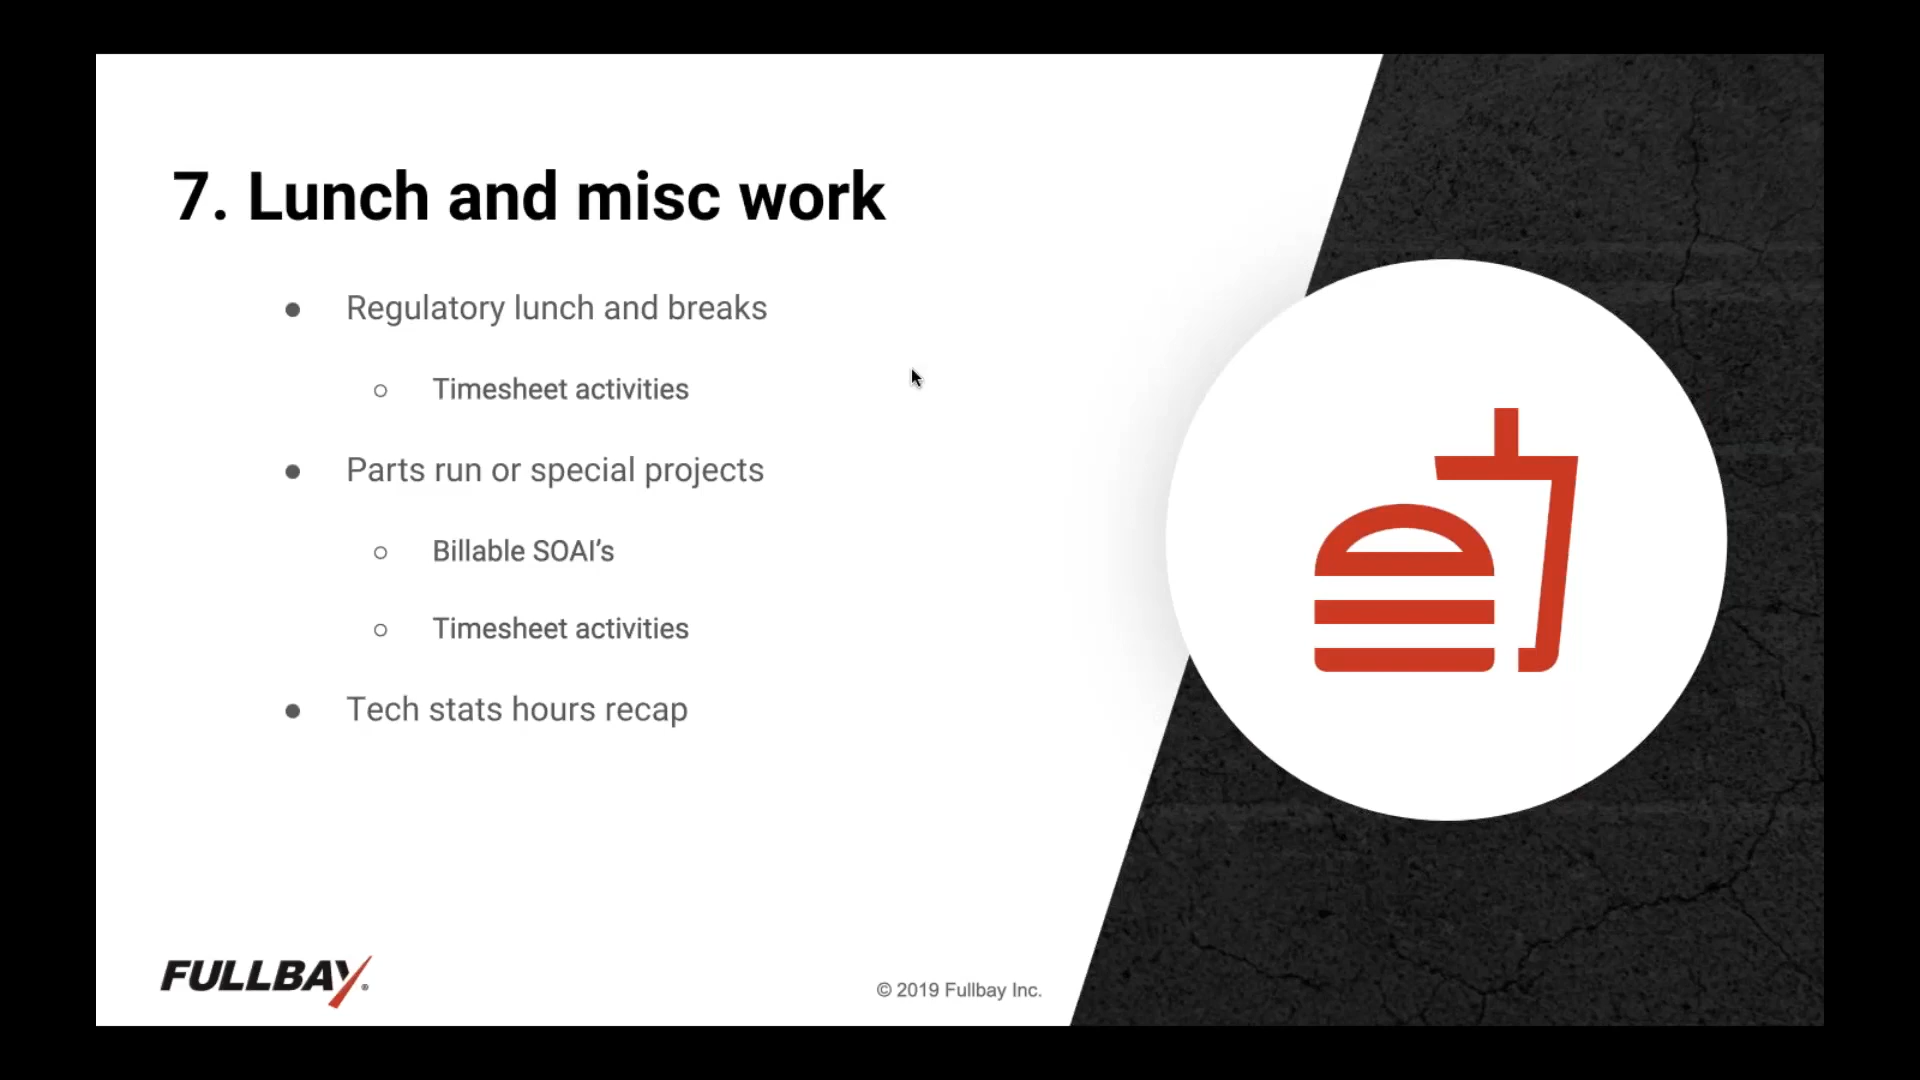 7. Lunch and misc work
● Regulatory lunch and breaks
○ Timesheet activities
● Parts run or special projects
○ Billable SOAI’s
○ Timesheet activities
● Tech stats hours recap
FULLBAY®
© 2019 Fullbay Inc.